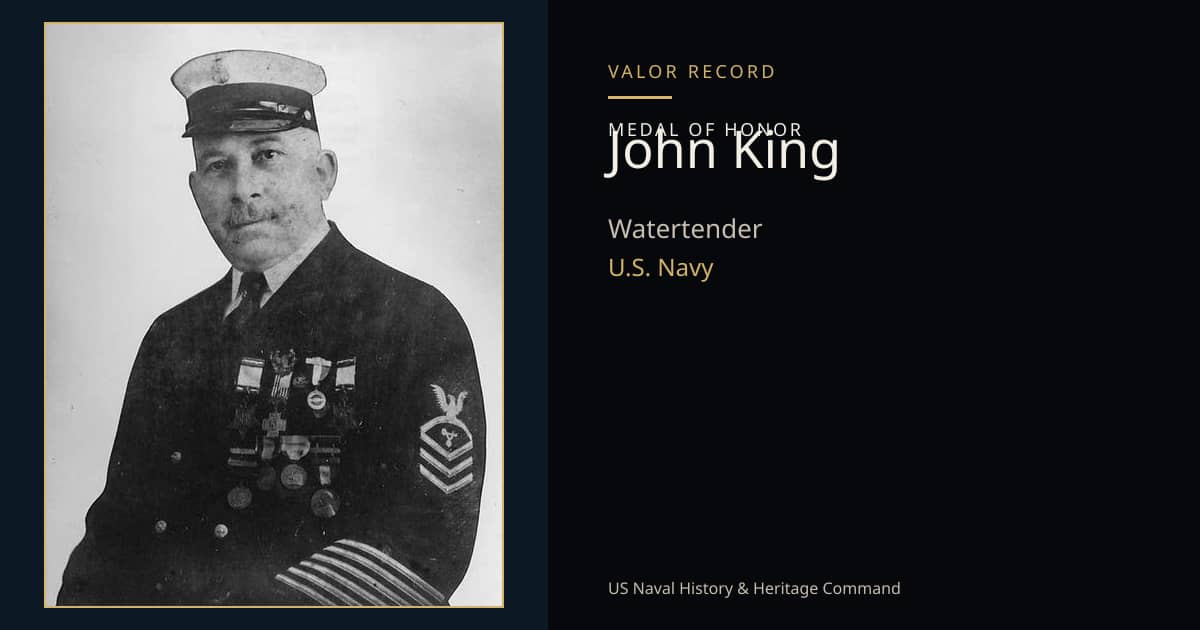 VALOR RECORD
MEDAL OF HONOR
John King
Watertender
U.S. Navy
US Naval History & Heritage Command